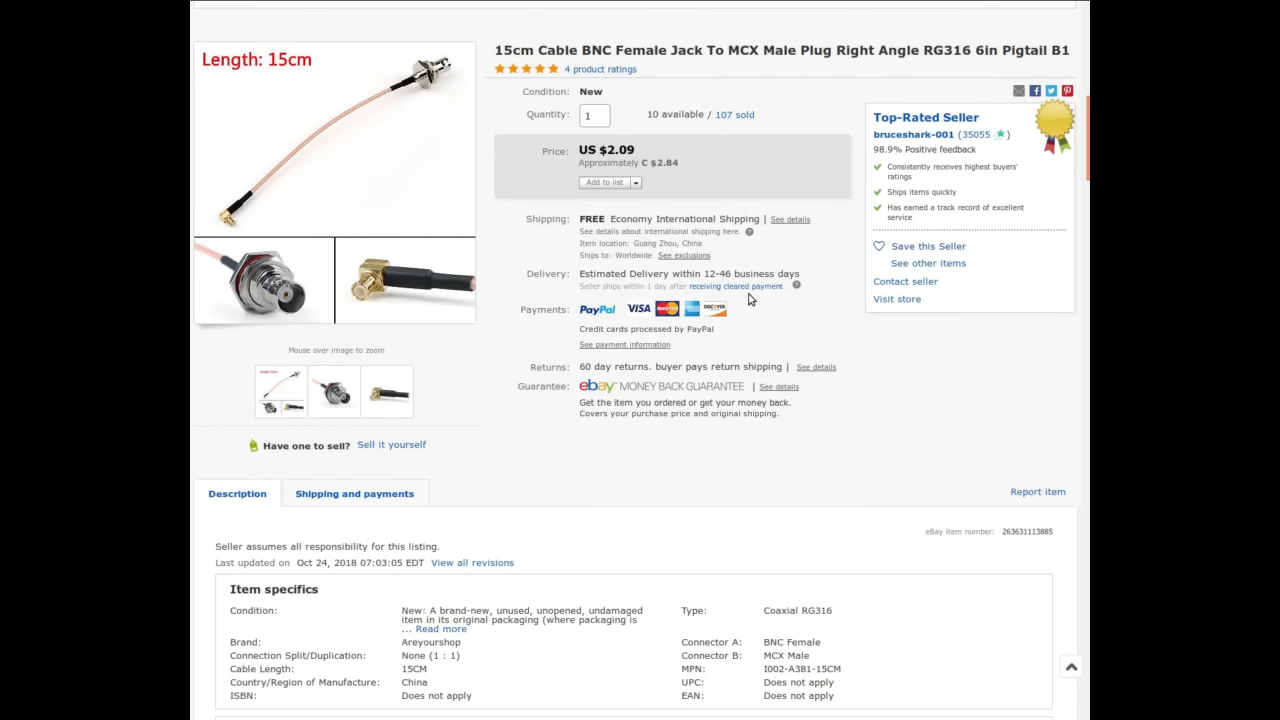 Length: 15cm
15cm Cable BNC Female Jack To MCX Male Plug Right Angle RG316 6in Pigtail B1
4 product ratings
Condition: New
Quantity: 1 10 available / 107 sold
Price: US $2.09
Approximately C $2.84
Add to list
Shipping: FREE Economy International Shipping | See details
See details about international shipping here. ?
Item location: Guang Zhou, China
Ships to: Worldwide See exclusions
Delivery: Estimated Delivery within 12-46 business days
Seller ships within 1 day after receiving cleared payment . ?
Payments: PayPal VISA MasterCard DISCOVER
Credit cards processed by PayPal
See payment information
Returns: 60 day returns. buyer pays return shipping | See details
Guarantee: ebay MONEY BACK GUARANTEE | See details
Get the item you ordered or get your money back.
Covers your purchase price and original shipping.
Top-Rated Seller
bruceshark-001 (35055 )
98.9% Positive feedback
Consistently receives highest buyers'
ratings
Ships items quickly
Has earned a track record of excellent
service
Save this Seller
See other items
Contact seller
Visit store
Mouse over image to zoom
Length: 15cm
Have one to sell? Sell it yourself
Description Shipping and payments
Report item
eBay item number: 263631113885
Seller assumes all responsibility for this listing.
Last updated on Oct 24, 2018 07:03:05 EDT View all revisions
Item specifics
Condition: New: A brand-new, unused, unopened, undamaged
item in its original packaging (where packaging is
... Read more
Type: Coaxial RG316
Brand: Areyourshop Connector A: BNC Female
Connection Split/Duplication: None (1 : 1) Connector B: MCX Male
Cable Length: 15CM MPN: I002-A381-15CM
Country/Region of Manufacture: China UPC: Does not apply
ISBN: Does not apply EAN: Does not apply